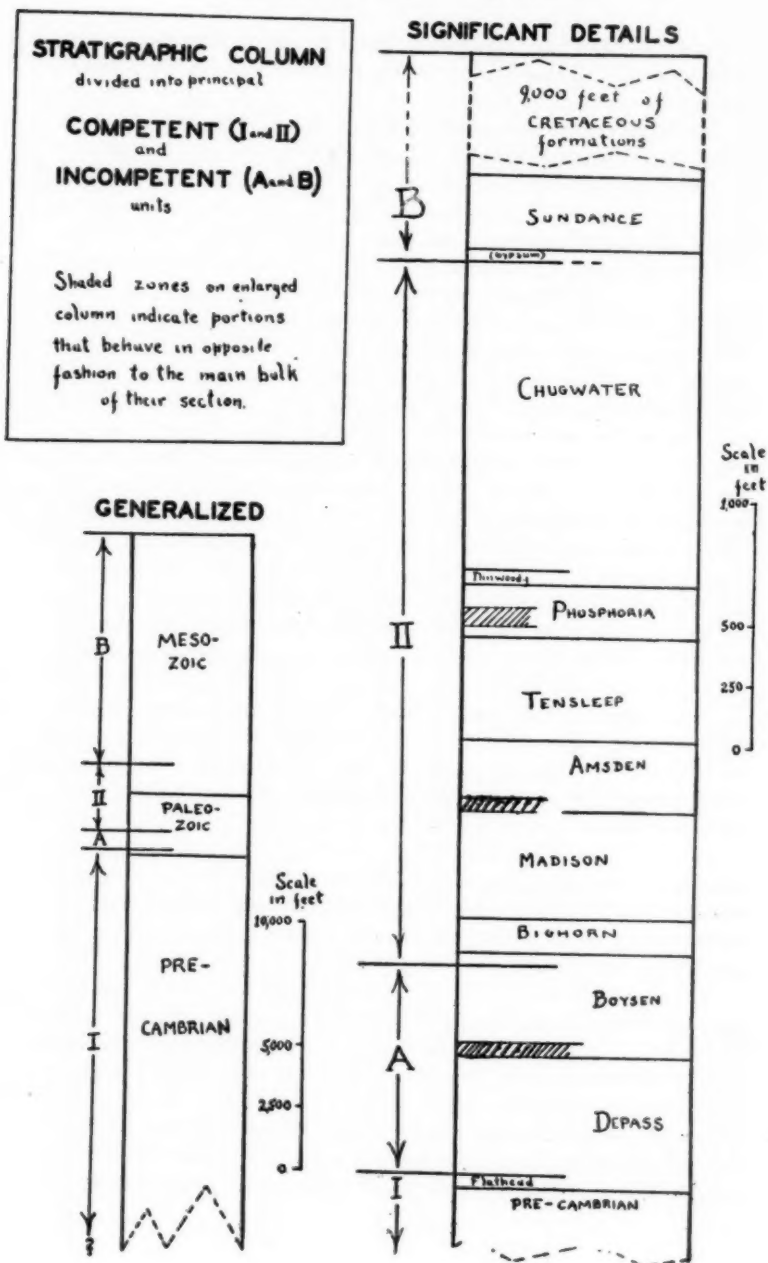 STRATIGRAPHIC COLUMN
divided into principal
COMPETENT (I and II)
and
INCOMPETENT (A and B)
units
Shaded zones on enlarged
column indicate portions
that behave in opposite
fashion to the main bulk
of their section.
GENERALIZED
B
MESO-
ZOIC
II
PALEO-
ZOIC
A
I
PRE-
CAMBRIAN
?
Scale
in feet
10,000
5,000
2,500
0
SIGNIFICANT DETAILS
9,000 feet of
CRETACEOUS
formations
B
SUNDANCE
(Gypsum)
CHUGWATER
Dinwoody
PHOSPHORIA
II
TENSLEEP
AMSDEN
MADISON
BIGHORN
BOYSEN
A
DEPASS
I
Flathead
PRE-CAMBRIAN
Scale
in
feet
1,000
500
250
0